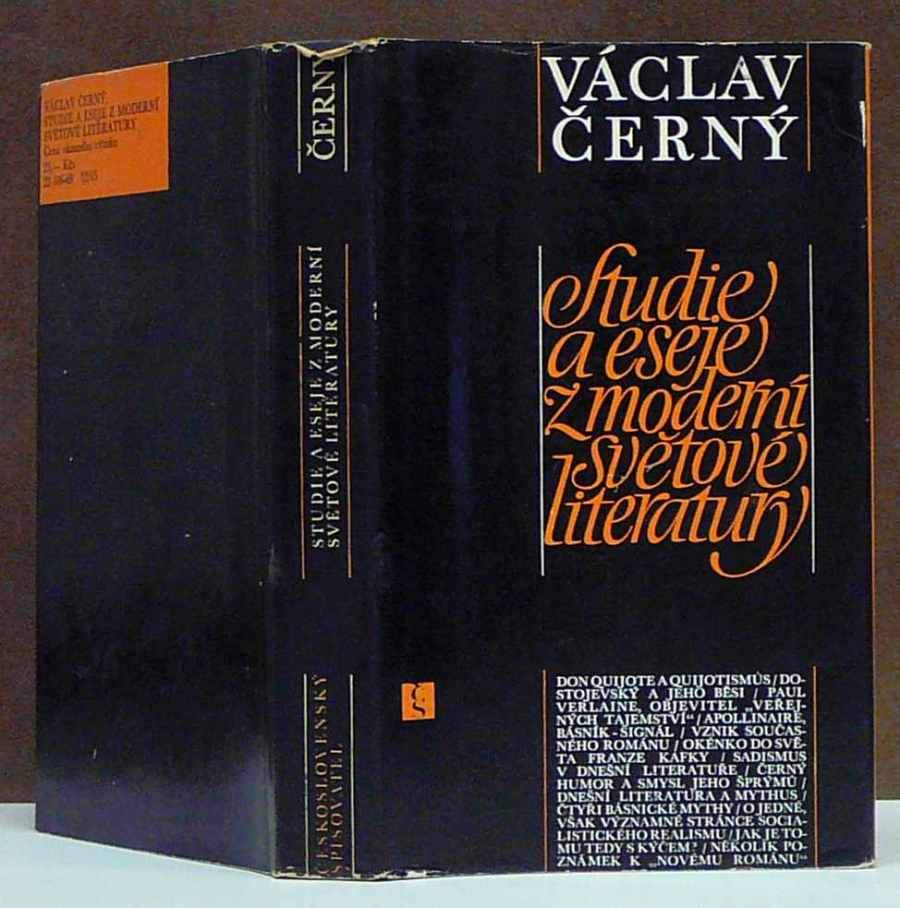 VÁCLAV ČERNÝ
STUDIE A ESEJE Z MODERNÍ
SVĚTOVÉ LITERATURY
ČERNÝ
STUDIE A ESEJE Z MODERNÍ
SVĚTOVÉ LITERATURY
ČESKOSLOVENSKÝ
SPISOVATEL
VÁCLAV
ČERNÝ
Studie
a eseje
z moderní
světové
literatury
ČS
DON QUIJOTE A QUIJOTISMŮS / DO-
STOJEVSKÝ A JEHO BĚSI / PAUL
VERLAINE, OBJEVITEL „VEŘEJ-
NÝCH TAJEMSTVÍ“ / APOLLINAIRE,
BÁSNÍK - SIGNÁL / VZNIK SOUČAS-
NÉHO ROMÁNU / OKÉNKO DO SVĚ-
TA FRANZE KAFKY / SADISMUS
V DNEŠNÍ LITERATUŘE / ČERNÝ
HUMOR A SMYSL JEHO ŠPRÝMŮ /
DNEŠNÍ LITERATURA A MYTHUS /
ČTYŘI BÁSNICKÉ MYTHY / O JEDNÉ,
VŠAK VÝZNAMNÉ STRÁNCE SOCIA-
LISTICKÉHO REALISMU / JAK JE TO-
MU TEDY S KÝČEM? / NĚKOLIK PO-
ZNÁMEK K „NOVÉMU ROMÁNU“